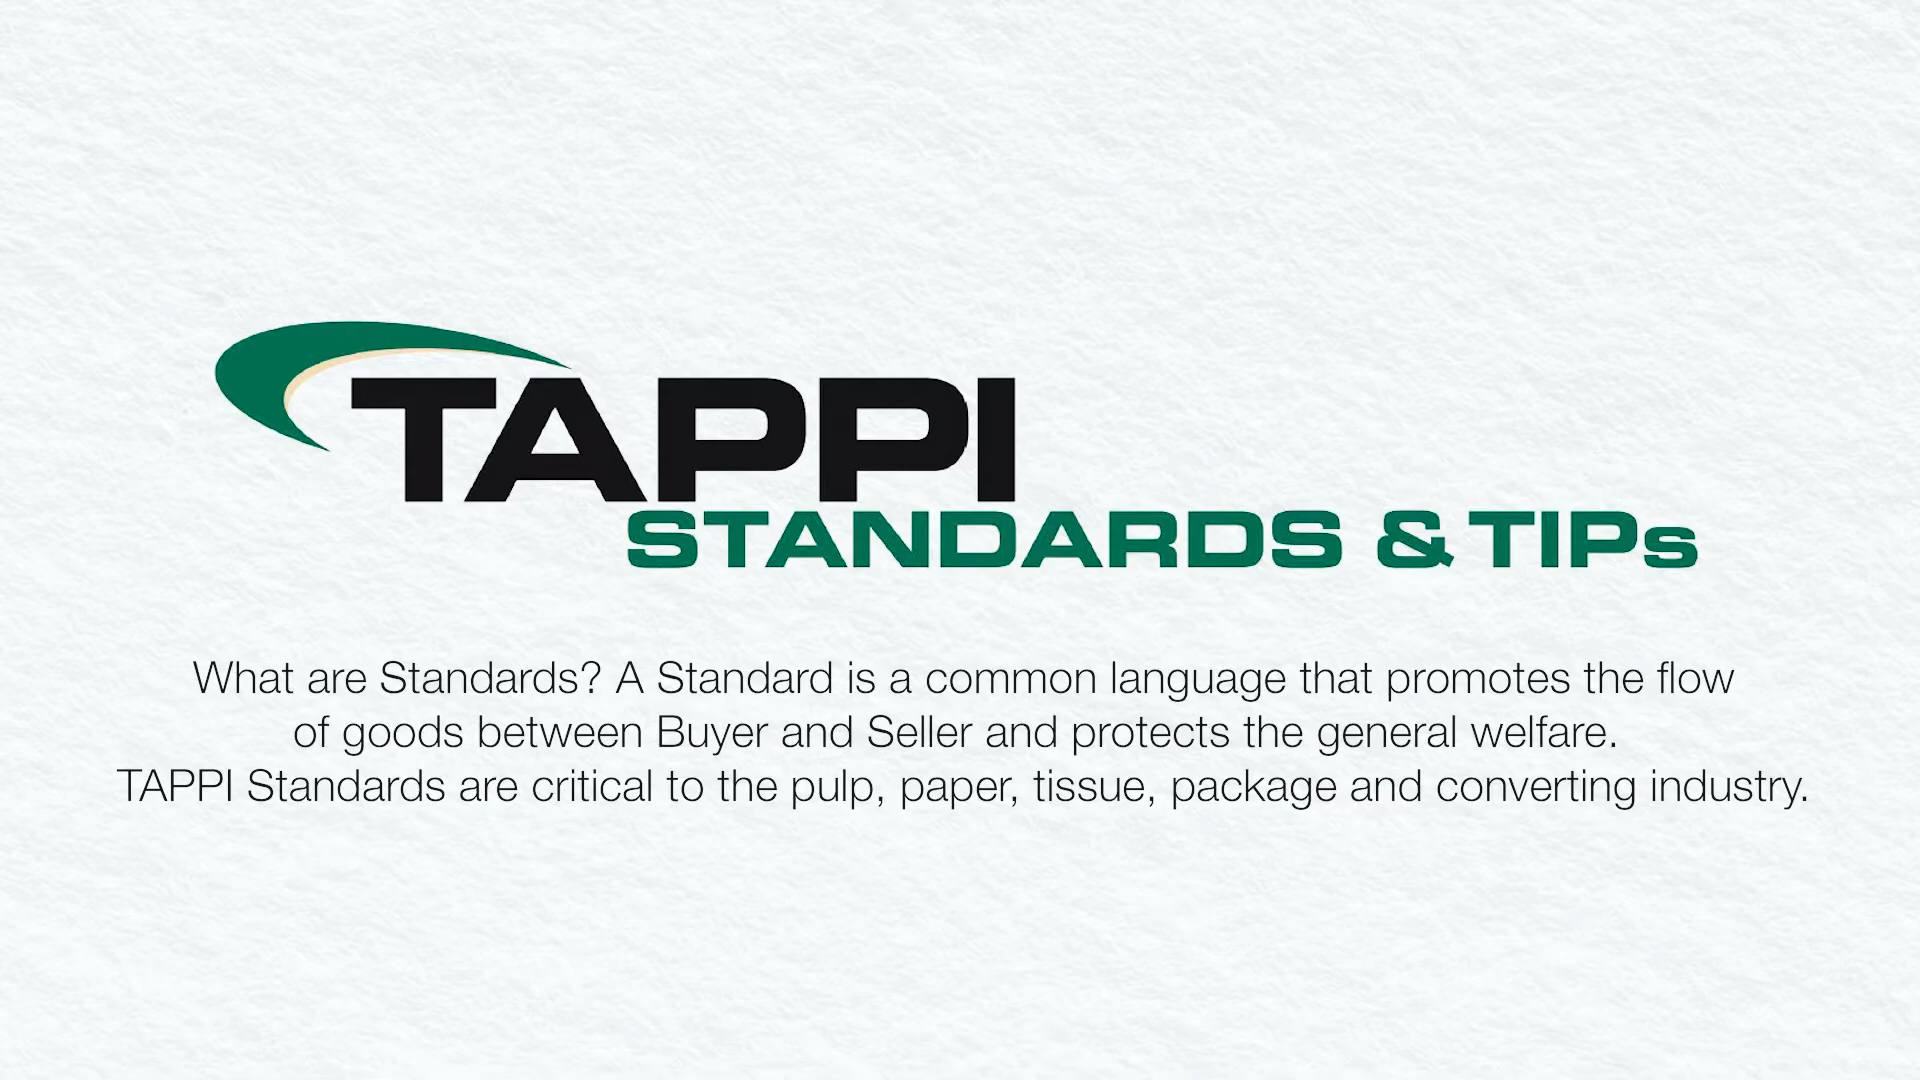 TAPPI
STANDARDS & TIPs
What are Standards? A Standard is a common language that promotes the flow
of goods between Buyer and Seller and protects the general welfare.
TAPPI Standards are critical to the pulp, paper, tissue, package and converting industry.